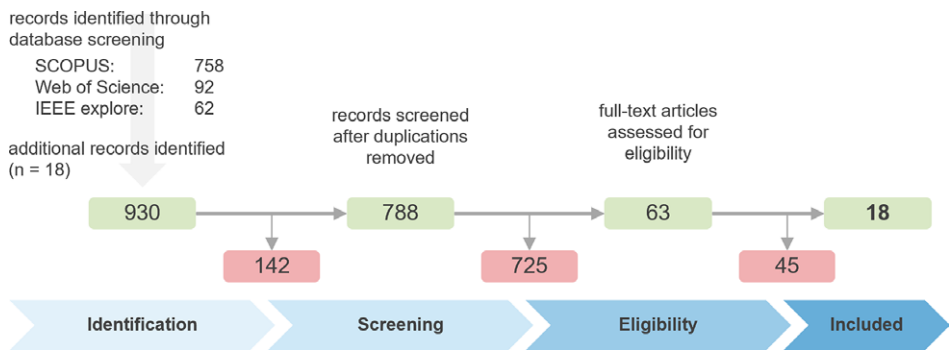 records identified through
database screening
SCOPUS: 758
Web of Science: 92
IEEE explore: 62
additional records identified
(n = 18)
records screened
after duplications
removed
full-text articles
assessed for
eligibility
930
788
63
18
142
725
45
Identification
Screening
Eligibility
Included